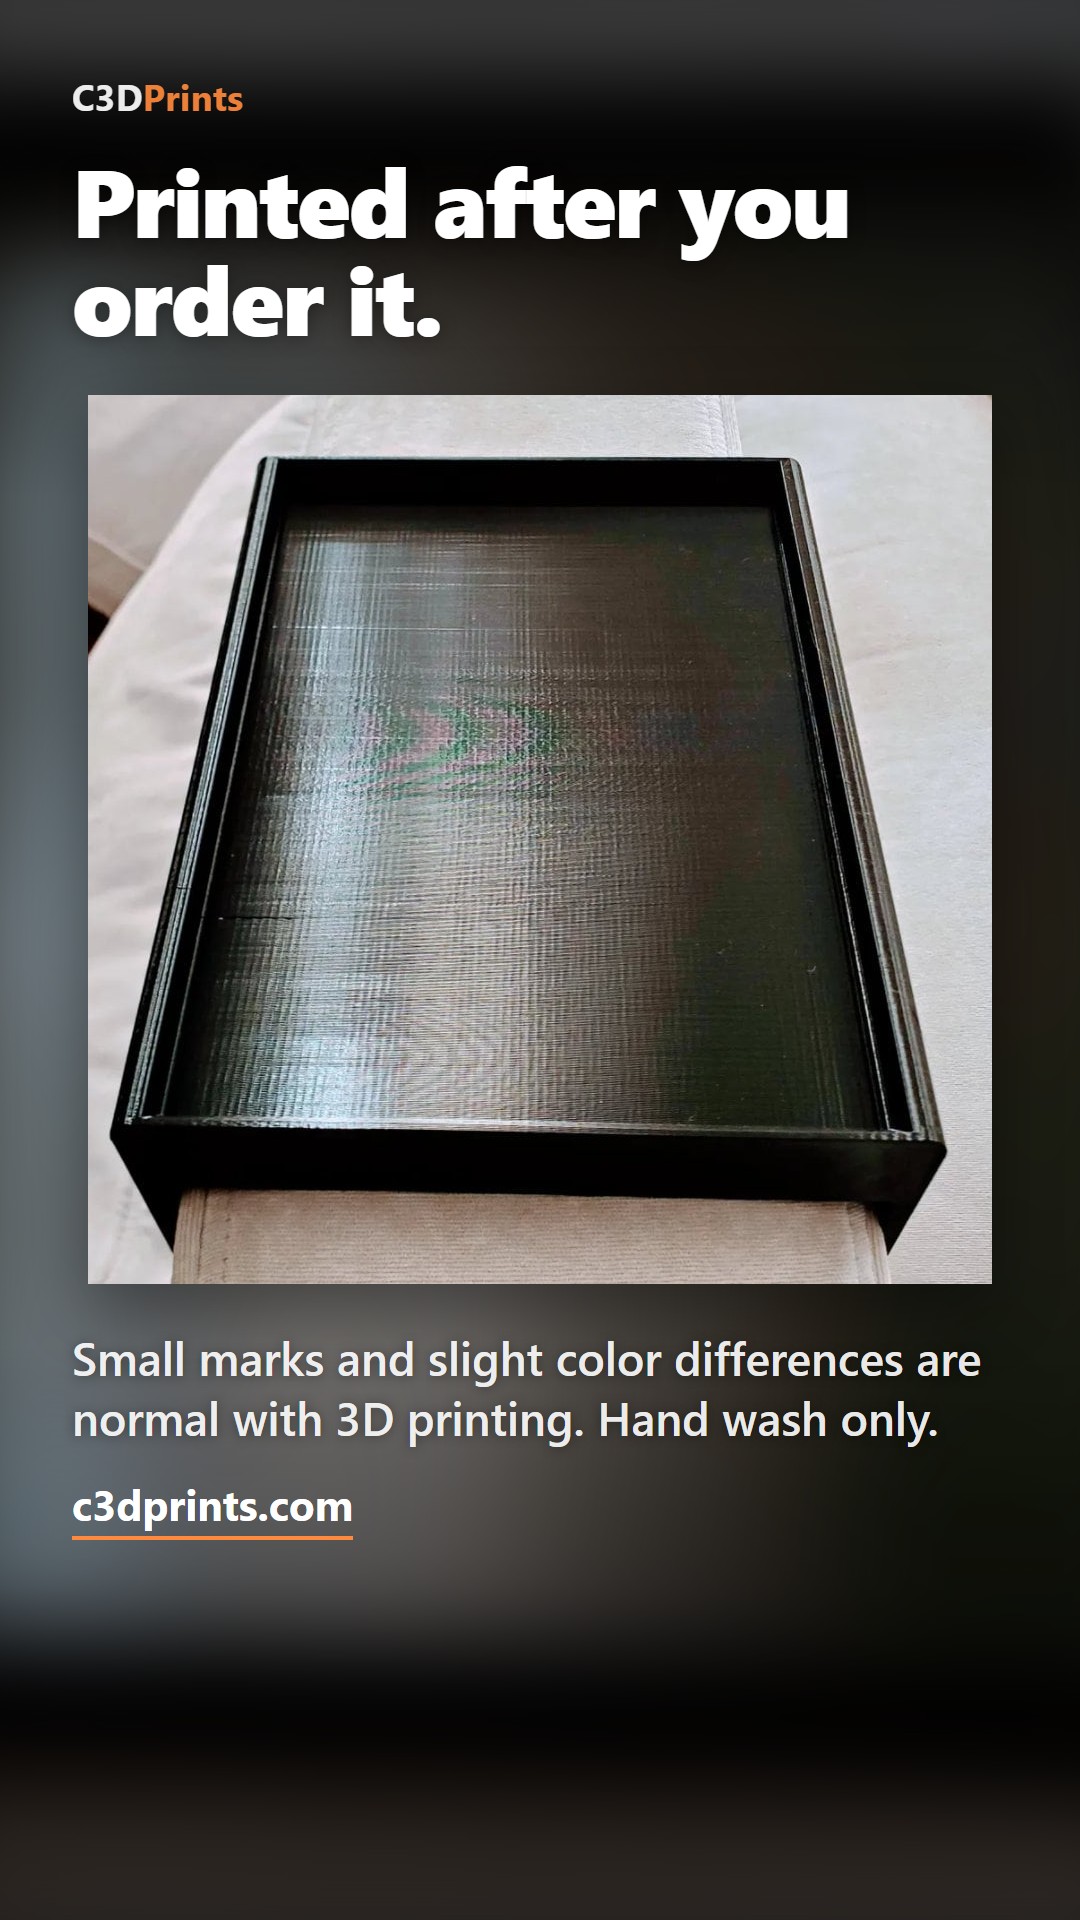 C3DPrints
Printed after you
order it.
Small marks and slight color differences are
normal with 3D printing. Hand wash only.
c3dprints.com